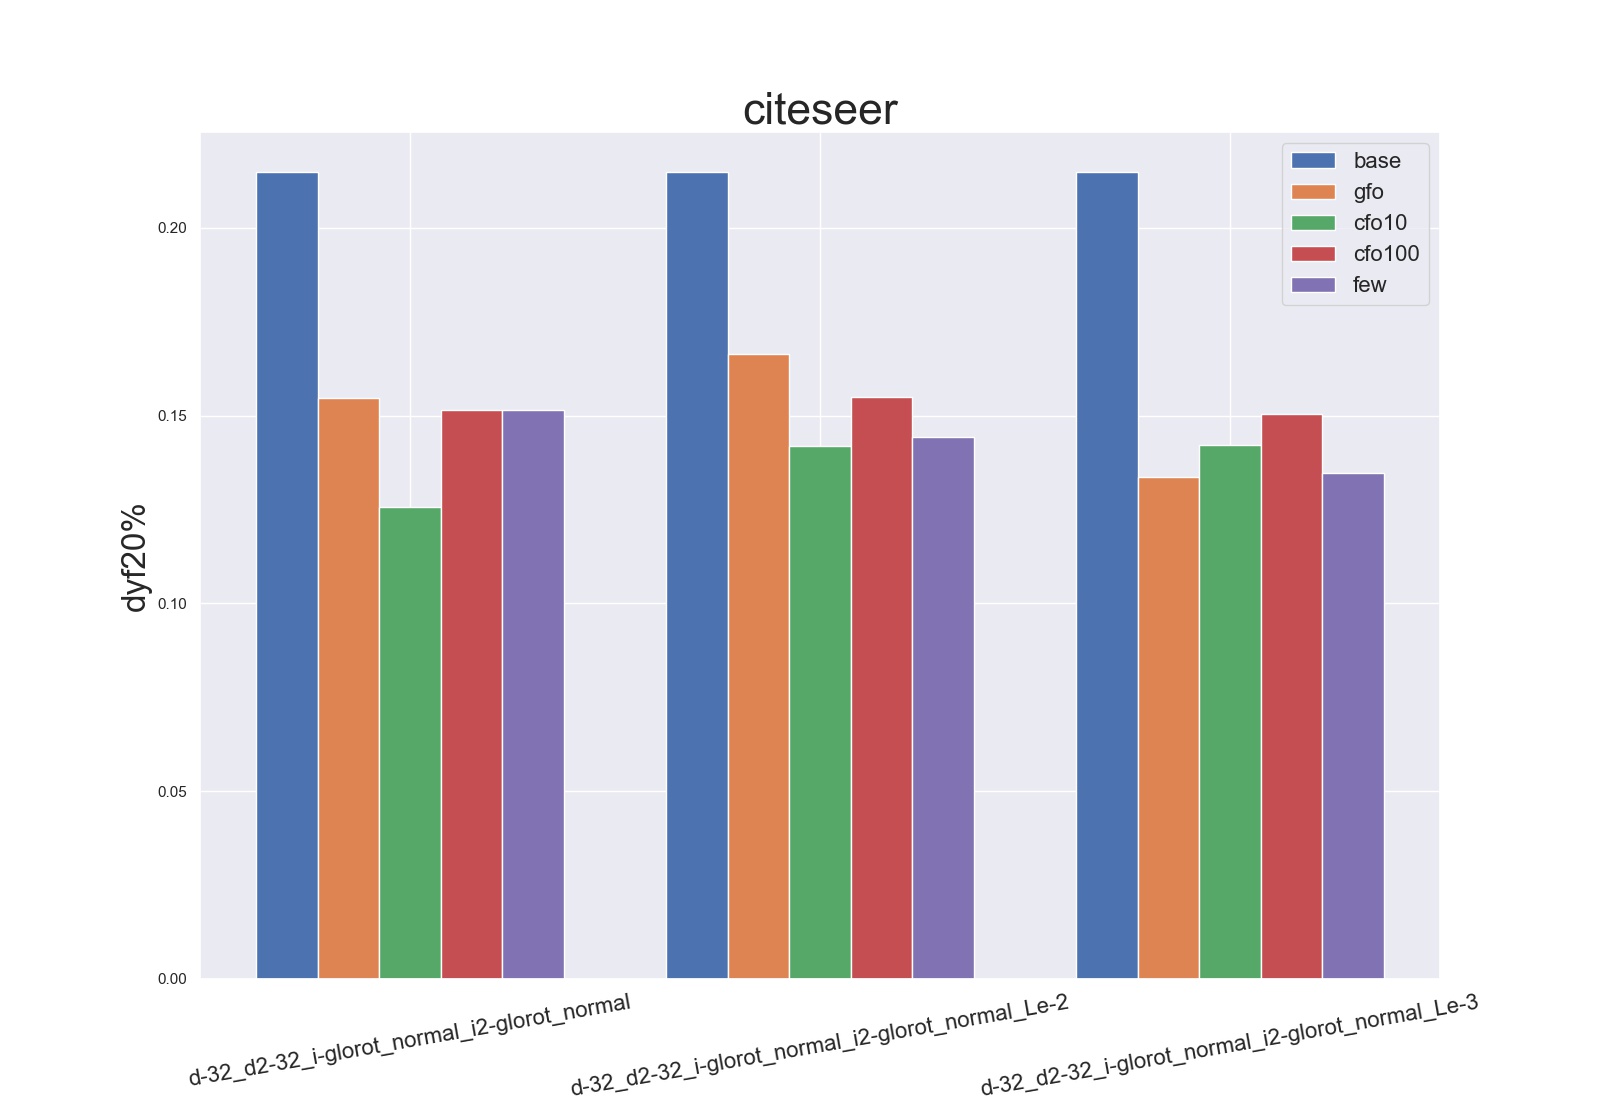 citeseer
base
gfo
cfo10
cfo100
few
dyf20%
0.20
0.15
0.10
0.05
0.00
d-32_d2-32_i-glorot_normal_i2-glorot_normal
d-32_d2-32_i-glorot_normal_i2-glorot_normal_Le-2
d-32_d2-32_i-glorot_normal_i2-glorot_normal_Le-3